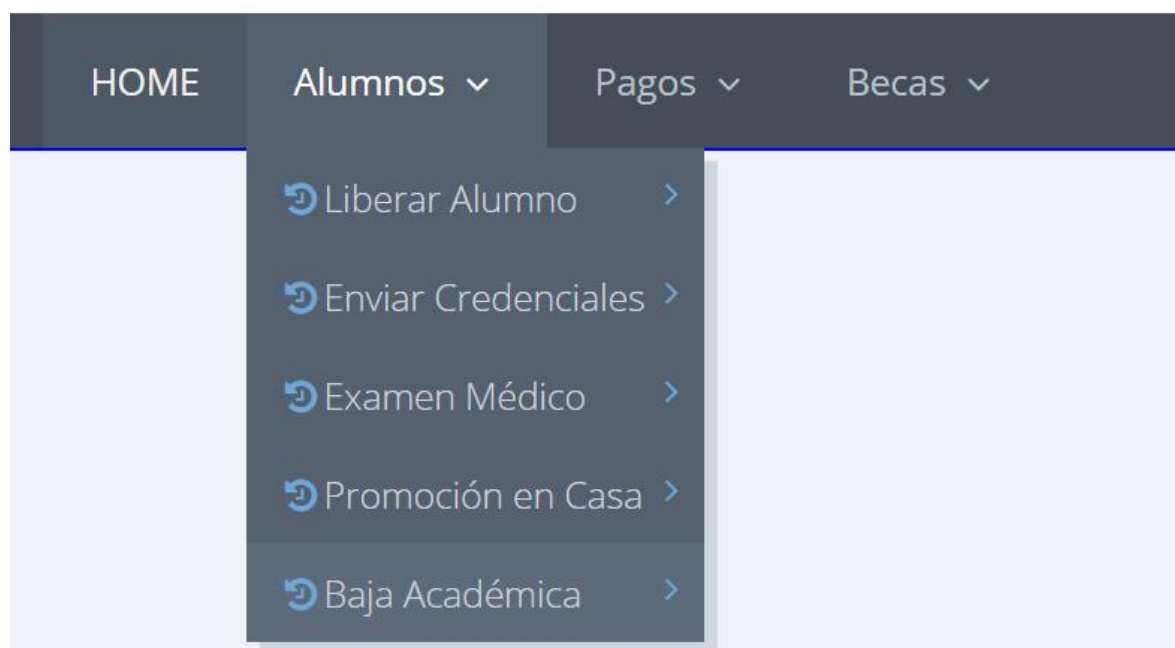 HOME Alumnos Pagos Becas
Liberar Alumno
Enviar Credenciales
Examen Médico
Promoción en Casa
Baja Académica